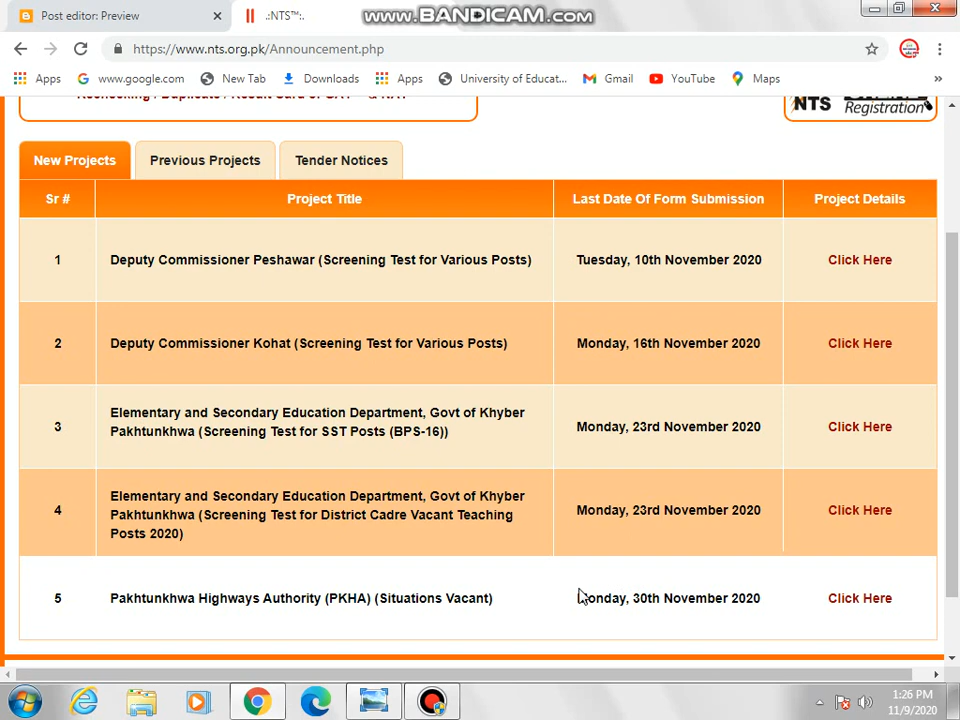 Post editor: Preview
.:NTS™:.
www.BANDICAM.com
https://www.nts.org.pk/Announcement.php
Apps
www.google.com
New Tab
Downloads
Apps
University of Educat...
Gmail
YouTube
Maps
»
NTS
Registration
New Projects
Previous Projects
Tender Notices
Sr #
Project Title
Last Date Of Form Submission
Project Details
1
Deputy Commissioner Peshawar (Screening Test for Various Posts)
Tuesday, 10th November 2020
Click Here
2
Deputy Commissioner Kohat (Screening Test for Various Posts)
Monday, 16th November 2020
Click Here
3
Elementary and Secondary Education Department, Govt of Khyber
Pakhtunkhwa (Screening Test for SST Posts (BPS-16))
Monday, 23rd November 2020
Click Here
4
Elementary and Secondary Education Department, Govt of Khyber
Pakhtunkhwa (Screening Test for District Cadre Vacant Teaching
Posts 2020)
Monday, 23rd November 2020
Click Here
5
Pakhtunkhwa Highways Authority (PKHA) (Situations Vacant)
Monday, 30th November 2020
Click Here
1:26 PM
11/9/2020